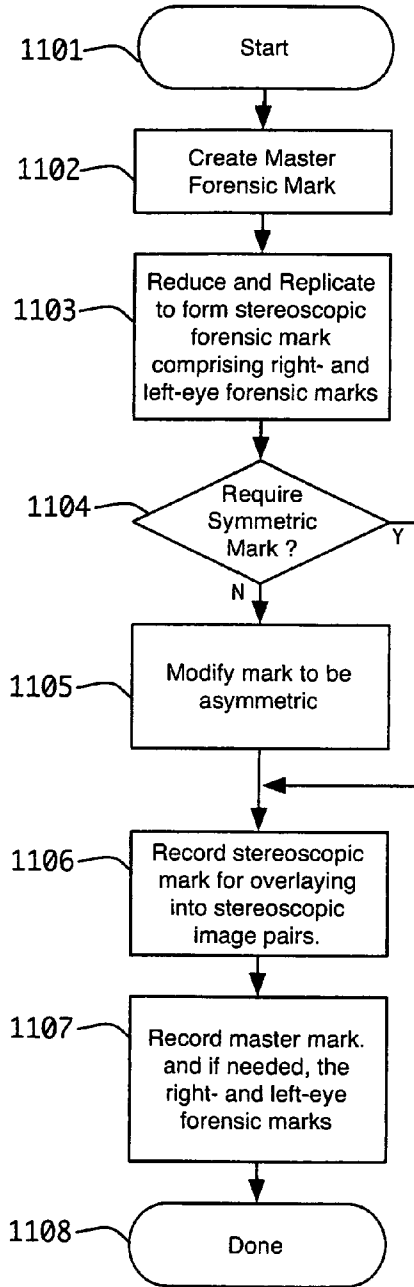 1101
Start
1102
Create Master
Forensic Mark
1103
Reduce and Replicate
to form stereoscopic
forensic mark
comprising right- and
left-eye forensic marks
1104
Require
Symmetric
Mark ?
Y
N
1105
Modify mark to be
asymmetric
1106
Record stereoscopic
mark for overlaying
into stereoscopic
image pairs.
1107
Record master mark.
and if needed, the
right- and left-eye
forensic marks
1108
Done